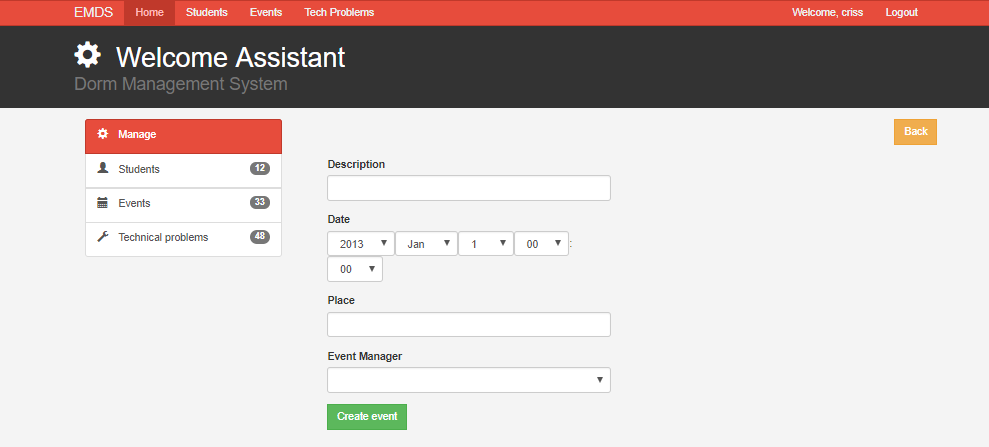 EMDS Home Students Events Tech Problems Welcome, criss Logout
Welcome Assistant
Dorm Management System
Manage
Students 12
Events 33
Technical problems 48
Back
Description
Date
2013 Jan 1 00 :
00
Place
Event Manager
Create event